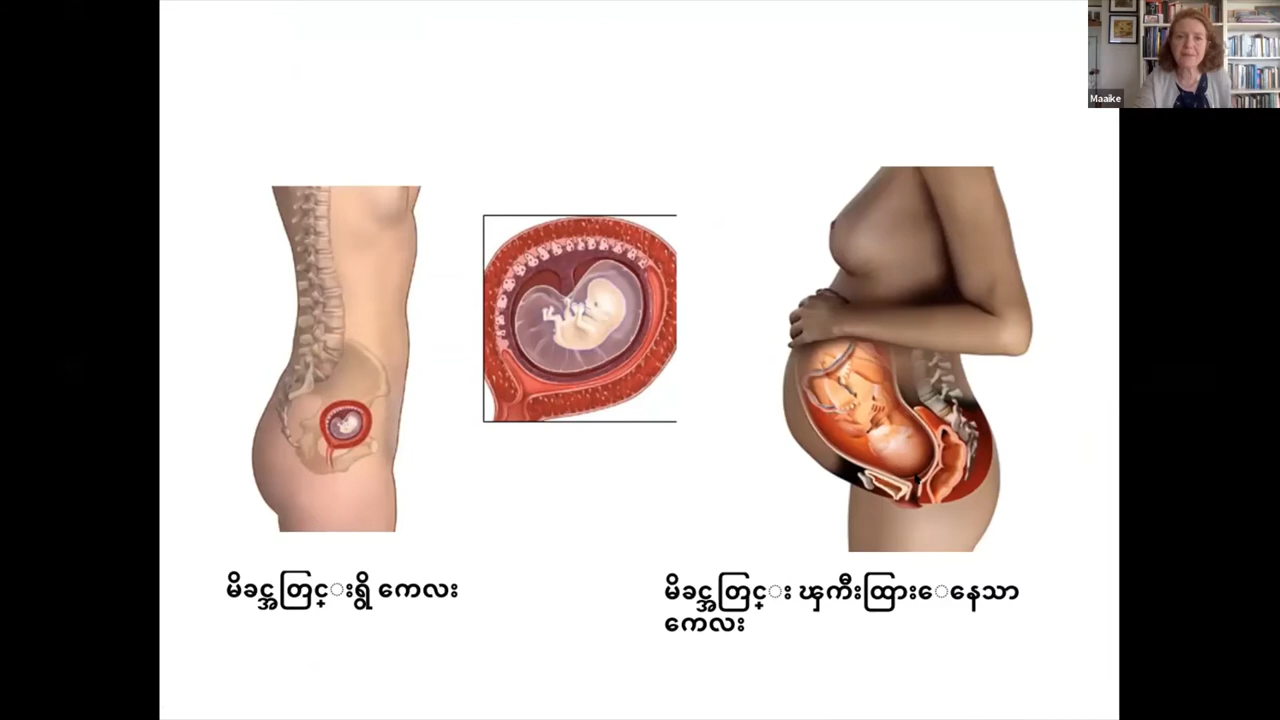 Maaike
မိခင္အတြင္းရွိ ကေလး
မိခင္အတြင္း ၾကီးထြားေနေသာ
ကေလး